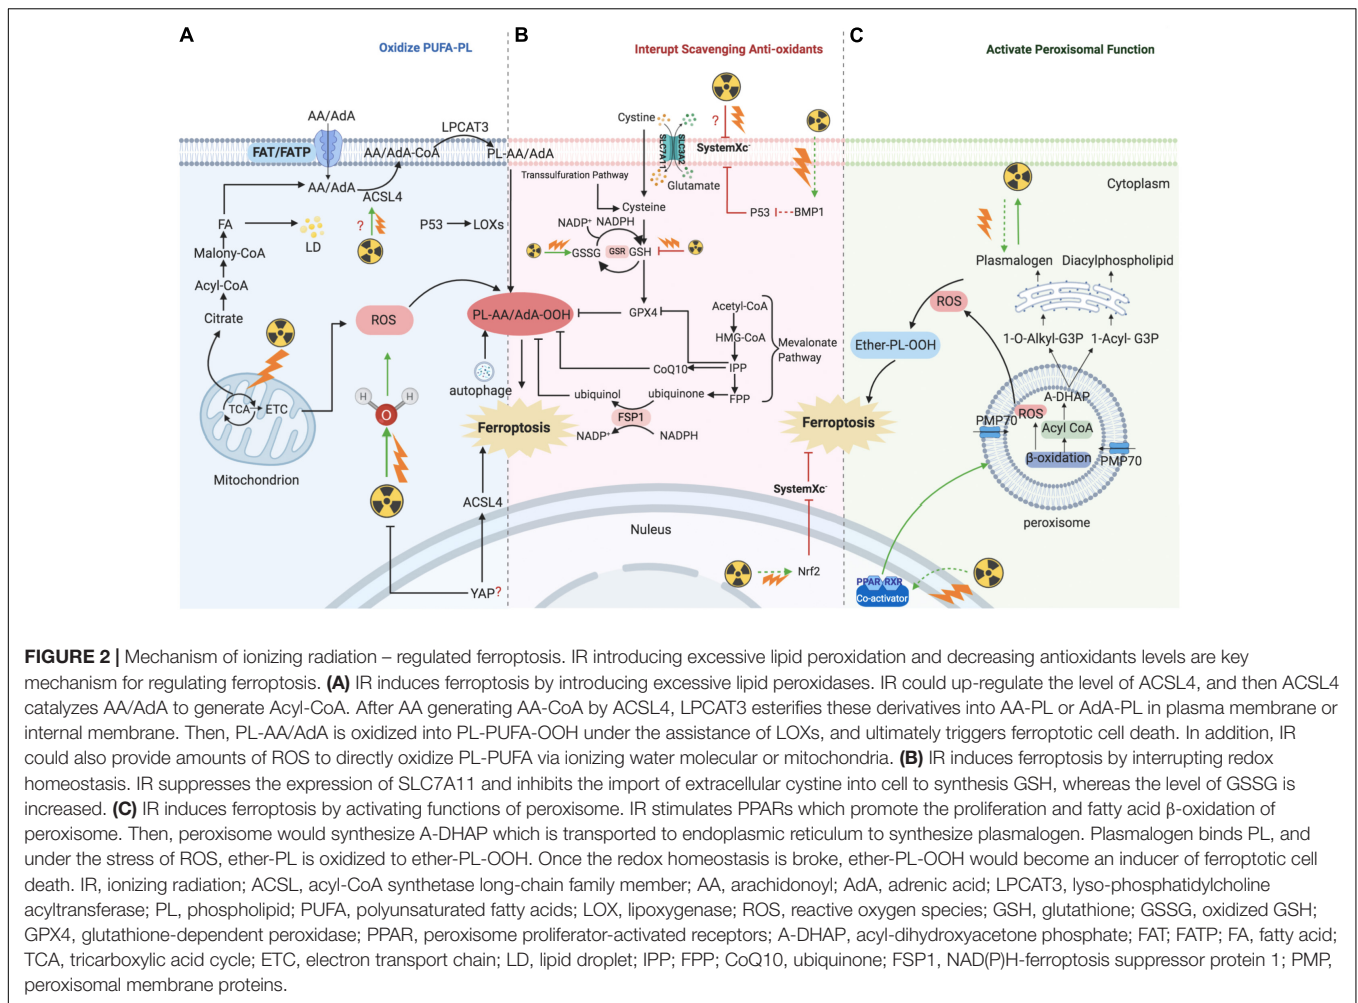 A
B
C
Oxidize PUFA-PL
Interupt Scavenging Anti-oxidants
Activate Peroxisomal Function
AA/AdA
LPCAT3
FAT/FATP
AA/AdA-CoA
PL-AA/AdA
AA/AdA
ACSL4
?
FA
LD
P53
LOXs
Malony-CoA
Acyl-CoA
Citrate
ROS
TCA
ETC
Mitochondrion
H
H
O
PL-AA/AdA-OOH
autophage
Ferroptosis
ACSL4
YAP?
Cystine
SLC7A11
SLC3A2
Glutamate
?
SystemXc-
Transsulfuration Pathway
Cysteine
P53
BMP1
NADP+
NADPH
GSSG
GSR
GSH
GPX4
Acetyl-CoA
HMG-CoA
Mevalonate
Pathway
CoQ10
IPP
ubiquinol
ubiquinone
FPP
FSP1
NADP+
NADPH
Ferroptosis
SystemXc-
Nuleus
Nrf2
Cytoplasm
Plasmalogen
Diacylphospholipid
ROS
Ether-PL-OOH
1-O-Alkyl-G3P
1-Acyl- G3P
A-DHAP
PMP70
ROS
Acyl CoA
β-oxidation
PMP70
peroxisome
PPAR
RXR
Co-activator
FIGURE 2 | Mechanism of ionizing radiation – regulated ferroptosis. IR introducing excessive lipid peroxidation and decreasing antioxidants levels are key
mechanism for regulating ferroptosis. (A) IR induces ferroptosis by introducing excessive lipid peroxidases. IR could up-regulate the level of ACSL4, and then ACSL4
catalyzes AA/AdA to generate Acyl-CoA. After AA generating AA-CoA by ACSL4, LPCAT3 esterifies these derivatives into AA-PL or AdA-PL in plasma membrane or
internal membrane. Then, PL-AA/AdA is oxidized into PL-PUFA-OOH under the assistance of LOXs, and ultimately triggers ferroptotic cell death. In addition, IR
could also provide amounts of ROS to directly oxidize PL-PUFA via ionizing water molecular or mitochondria. (B) IR induces ferroptosis by interrupting redox
homeostasis. IR suppresses the expression of SLC7A11 and inhibits the import of extracellular cystine into cell to synthesis GSH, whereas the level of GSSG is
increased. (C) IR induces ferroptosis by activating functions of peroxisome. IR stimulates PPARs which promote the proliferation and fatty acid β-oxidation of
peroxisome. Then, peroxisome would synthesize A-DHAP which is transported to endoplasmic reticulum to synthesize plasmalogen. Plasmalogen binds PL, and
under the stress of ROS, ether-PL is oxidized to ether-PL-OOH. Once the redox homeostasis is broke, ether-PL-OOH would become an inducer of ferroptotic cell
death. IR, ionizing radiation; ACSL, acyl-CoA synthetase long-chain family member; AA, arachidonoyl; AdA, adrenic acid; LPCAT3, lyso-phosphatidylcholine
acyltransferase; PL, phospholipid; PUFA, polyunsaturated fatty acids; LOX, lipoxygenase; ROS, reactive oxygen species; GSH, glutathione; GSSG, oxidized GSH;
GPX4, glutathione-dependent peroxidase; PPAR, peroxisome proliferator-activated receptors; A-DHAP, acyl-dihydroxyacetone phosphate; FAT; FATP; FA, fatty acid;
TCA, tricarboxylic acid cycle; ETC, electron transport chain; LD, lipid droplet; IPP; FPP; CoQ10, ubiquinone; FSP1, NAD(P)H-ferroptosis suppressor protein 1; PMP,
peroxisomal membrane proteins.